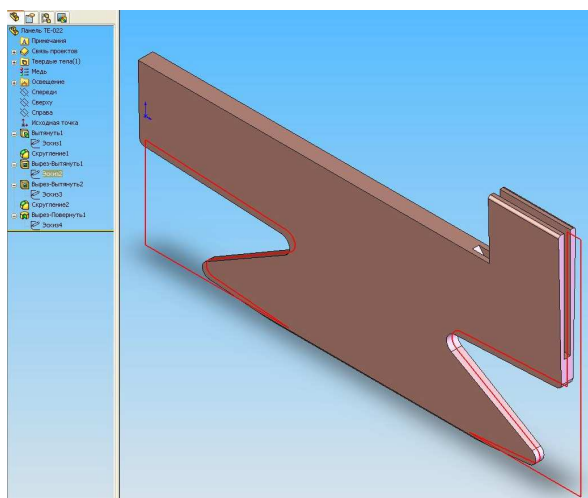 Панель ТЕ-022
Примечания
Связь проектов
Твердые тела(1)
Медь
Освещение
Спереди
Сверху
Справа
Исходная точка
Вытянуть1
Эскиз1
Скругление1
Вырез-Вытянуть1
Эскиз2
Вырез-Вытянуть2
Эскиз3
Скругление2
Вырез-Повернуть1
Эскиз4